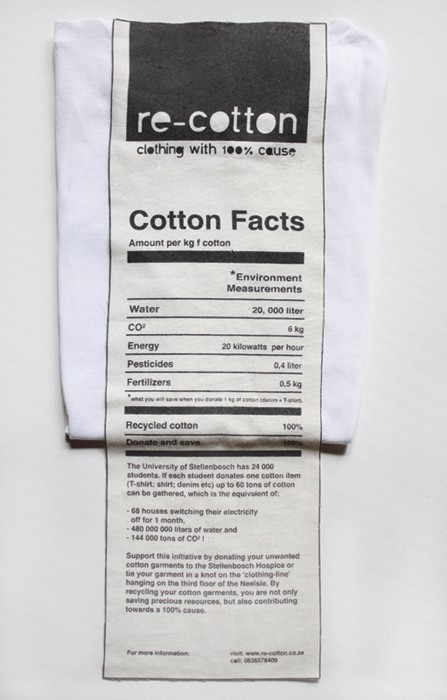 re-cotton
clothing with 100% cause
Cotton Facts
Amount per kg f cotton
*Environment
Measurements
Water 20, 000 liter
CO² 6 kg
Energy 20 kilowatts per hour
Pesticides 0,4 liter
Fertilizers 0,5 kg
*what you will save when you donate 1 kg of cotton (denim + T-shirt).
Recycled cotton 100%
Donate and save 100%
The University of Stellenbosch has 24 000
students. If each student donates one cotton item
(T-shirt; shirt; denim etc) up to 60 tons of cotton
can be gathered, which is the equivalent of:
- 68 houses switching their electricity
off for 1 month,
- 480 000 000 liters of water and
- 144 000 tons of CO² !
Support this initiative by donating your unwanted
cotton garments to the Stellenbosch Hospice or
tie your garment in a knot on the 'clothing-line'
hanging on the third floor of the Neelsie. By
recycling your cotton garments, you are not only
saving precious resources, but also contributing
towards a 100% cause.
For more information: visit: www.re-cotton.co.za
call: 0836576409